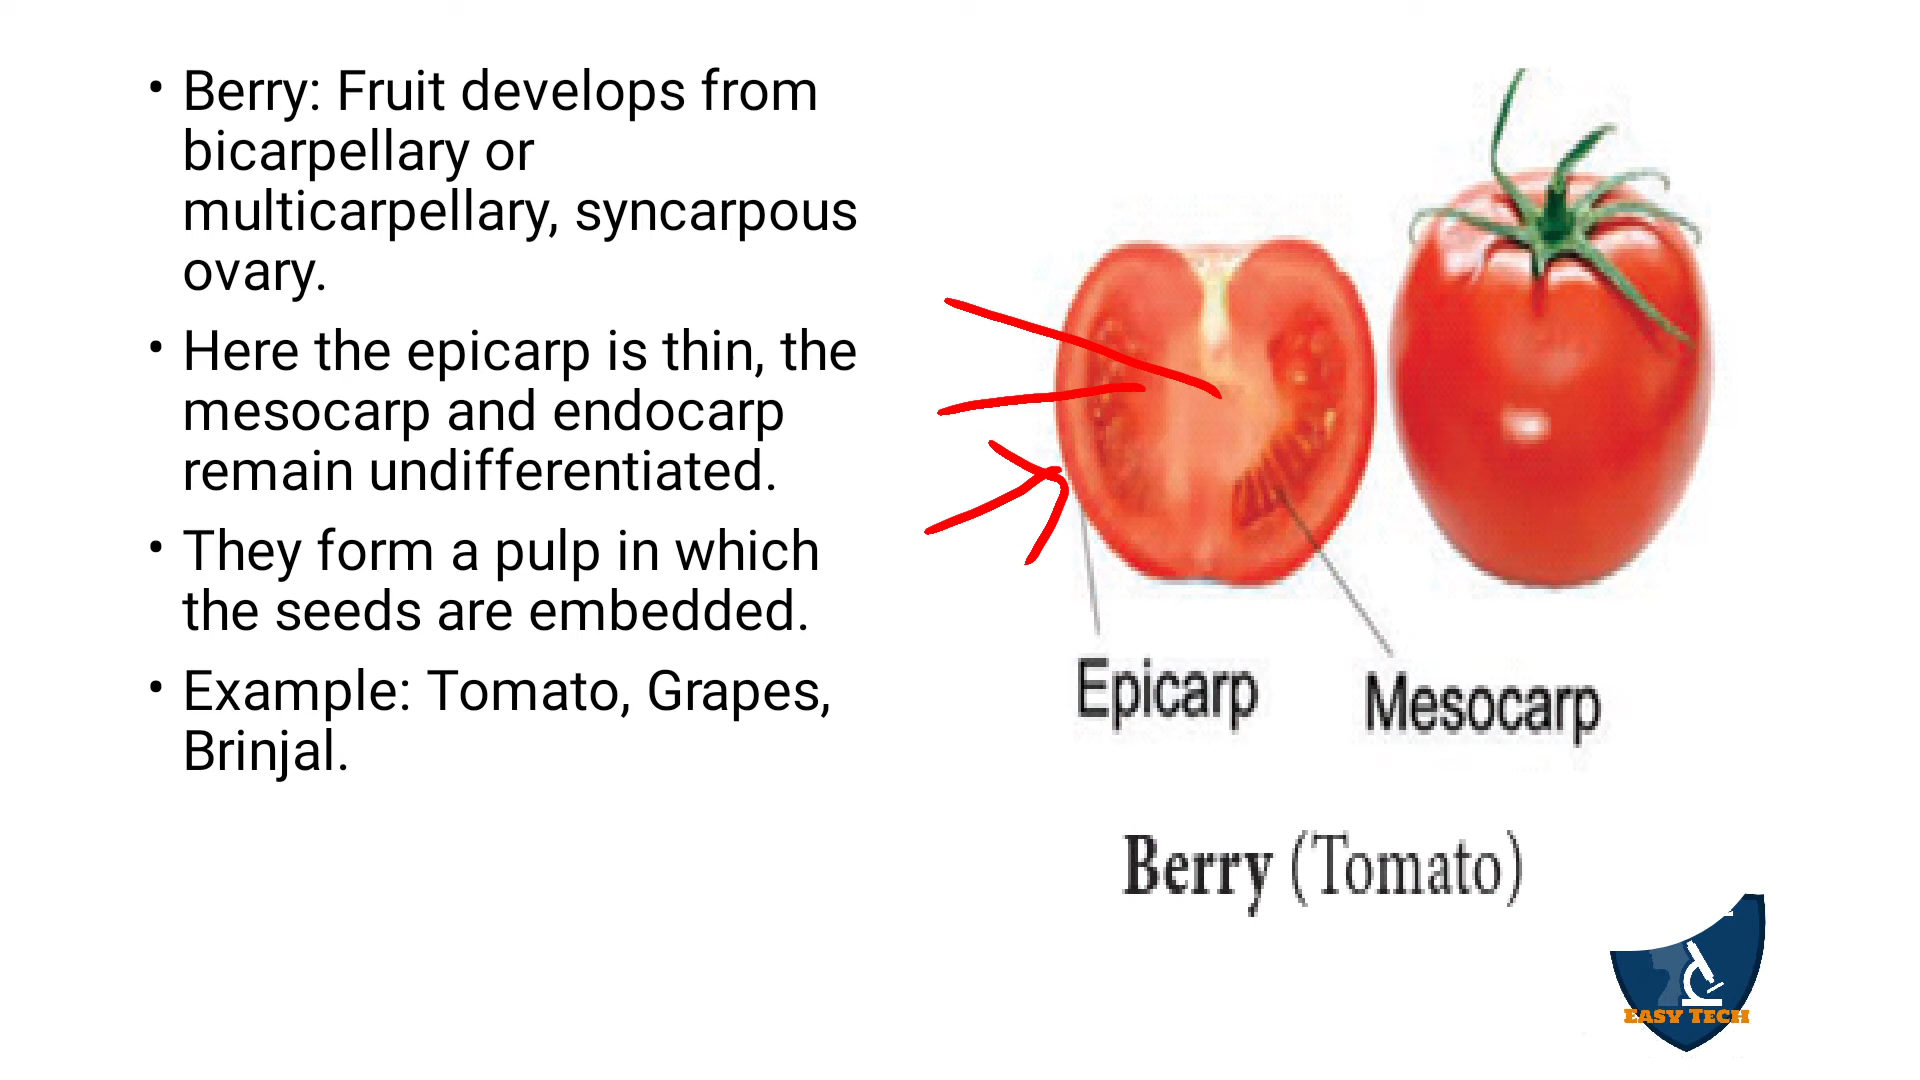 • Berry: Fruit develops from
bicarpellary or
multicarpellary, syncarpous
ovary.
• Here the epicarp is thin, the
mesocarp and endocarp
remain undifferentiated.
• They form a pulp in which
the seeds are embedded.
• Example: Tomato, Grapes,
Brinjal.
Epicarp
Mesocarp
Berry (Tomato)
EASY TECH